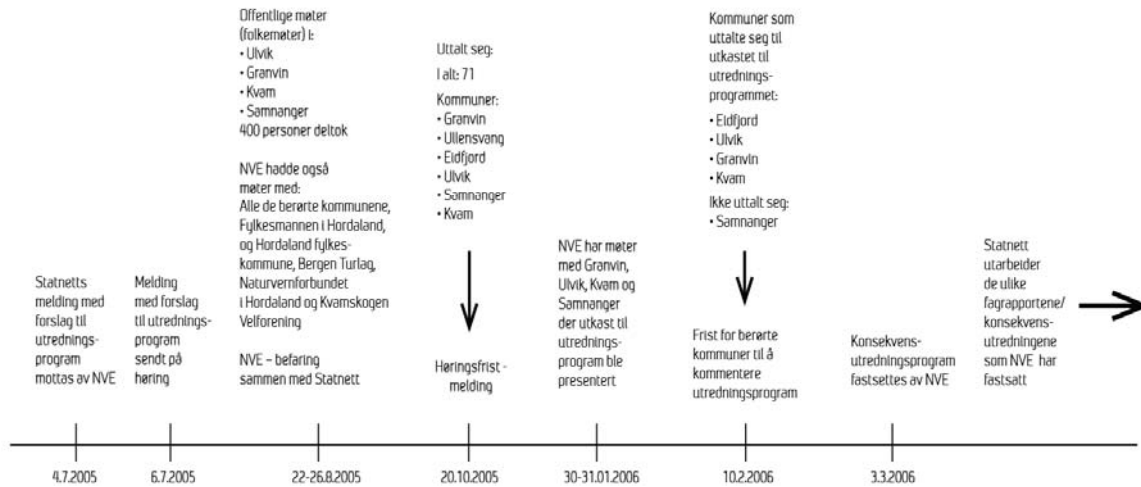 Statnetts
melding med
forslag til
utrednings-
program
mottas av NVE
Melding
med forslag
til utrednings-
program
sendt på
høring
Offentlige møter
(folkemøter) i:
• Ulvik
• Granvin
• Kvam
• Samnanger
400 personer deltok
NVE hadde også
møter med:
Alle de berørte kommunene,
Fylkesmannen i Hordaland,
og Hordaland fylkes-
kommune, Bergen Turlag,
Naturvernforbundet
i Hordaland og Kvamskogen
Velforening
NVE – befaring
sammen med Statnett
Uttalt seg:
I alt: 71
Kommuner:
• Granvin
• Ullensvang
• Eidfjord
• Ulvik
• Samnanger
• Kvam
Høringsfrist -
melding
NVE har møter
med Granvin,
Ulvik, Kvam og
Samnanger
der utkast til
utrednings-
program ble
presentert
Kommuner som
uttalte seg til
utkastet til
utrednings-
programmet:
• Eidfjord
• Ulvik
• Granvin
• Kvam
Ikke uttalt seg:
• Samnanger
Frist for berørte
kommuner til å
kommentere
utredningsprogram
Konsekvens-
utredningsprogram
fastsettes av NVE
Statnett
utarbeider
de ulike
fagrapportene/
konsekvens-
utredningene
som NVE har
fastsatt
4.7.2005
6.7.2005
22-26.8.2005
20.10.2005
30-31.01.2006
10.2.2006
3.3.2006